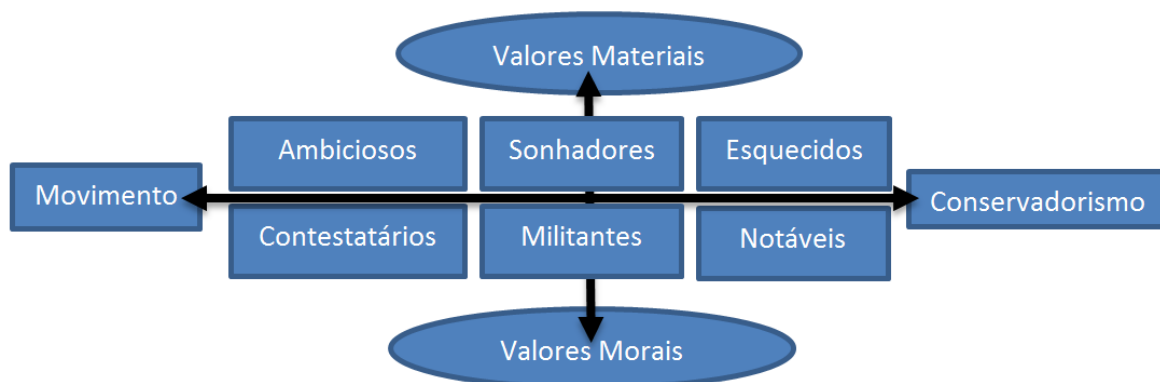 Valores Materiais
Ambiciosos
Sonhadores
Esquecidos
Movimento
Conservadorismo
Contestatários
Militantes
Notáveis
Valores Morais